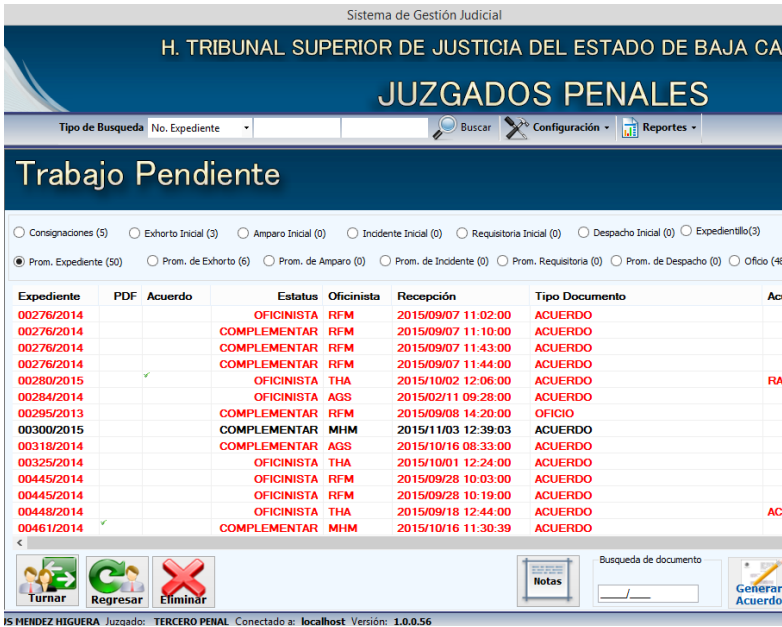 Sistema de Gestión Judicial
H. TRIBUNAL SUPERIOR DE JUSTICIA DEL ESTADO DE BAJA CA
JUZGADOS PENALES
Tipo de Busqueda No. Expediente Buscar Configuración Reportes
Trabajo Pendiente
Consignaciones (5) Exhorto Inicial (3) Amparo Inicial (0) Incidente Inicial (0) Requisitoria Inicial (0) Despacho Inicial (0) Expedientillo(3)
Prom. Expediente (50) Prom. de Exhorto (6) Prom. de Amparo (0) Prom. de Incidente (0) Prom. Requisitoria (0) Prom. de Despacho (0) Oficio (48
Expediente PDF Acuerdo Estatus Oficinista Recepción Tipo Documento Acu
00276/2014 OFICINISTA RFM 2015/09/07 11:02:00 ACUERDO
00276/2014 COMPLEMENTAR RFM 2015/09/07 11:10:00 ACUERDO
00276/2014 COMPLEMENTAR RFM 2015/09/07 11:43:00 ACUERDO
00276/2014 COMPLEMENTAR RFM 2015/09/07 11:44:00 ACUERDO
00280/2015 OFICINISTA THA 2015/10/02 12:06:00 ACUERDO RA
00284/2014 OFICINISTA AGS 2015/02/11 09:28:00 ACUERDO
00295/2013 COMPLEMENTAR RFM 2015/09/08 14:20:00 OFICIO
00300/2015 COMPLEMENTAR MHM 2015/11/03 12:39:03 ACUERDO
00318/2014 COMPLEMENTAR AGS 2015/10/16 08:33:00 ACUERDO
00325/2014 OFICINISTA THA 2015/10/01 12:24:00 ACUERDO
00445/2014 OFICINISTA RFM 2015/09/28 10:03:00 ACUERDO
00445/2014 OFICINISTA RFM 2015/09/28 10:19:00 ACUERDO
00448/2014 OFICINISTA THA 2015/09/18 12:44:00 ACUERDO AC
00461/2014 COMPLEMENTAR MHM 2015/10/16 11:30:39 ACUERDO
Busqueda de documento
Turnar Regresar Eliminar Notas ___/____ Generar Acuerdo
US MENDEZ HIGUERA Juzgado: TERCERO PENAL Conectado a: localhost Versión: 1.0.0.56